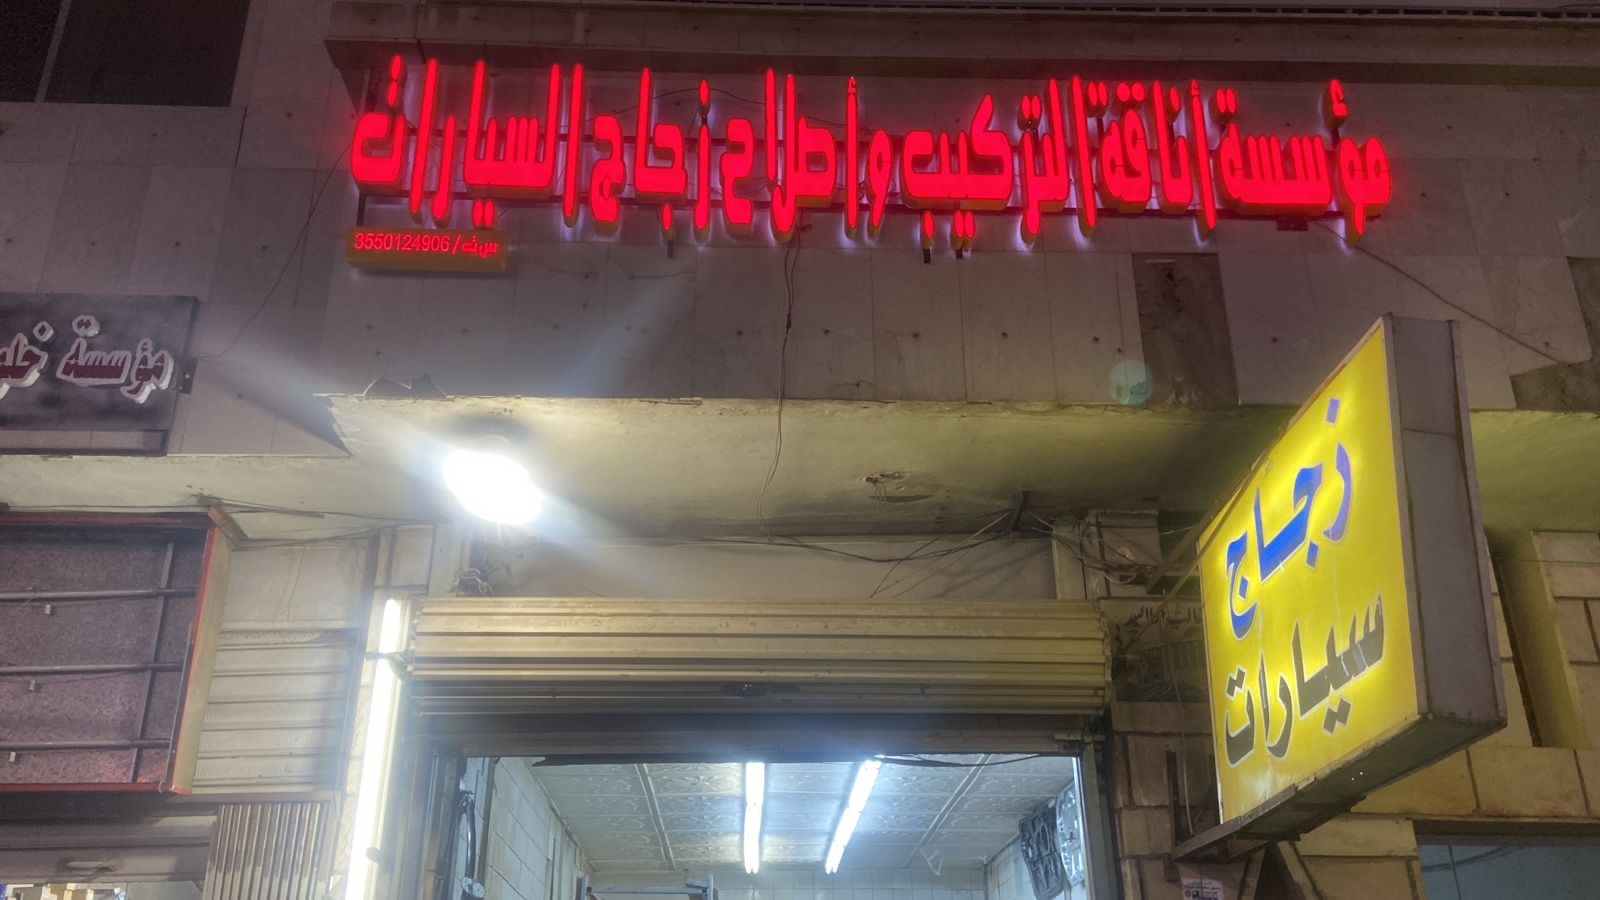 مؤسسة أناقة التركيب وأصلاح زجاج السيارات
س ت / 3550124906
مؤسسة
زجاج
سيارات